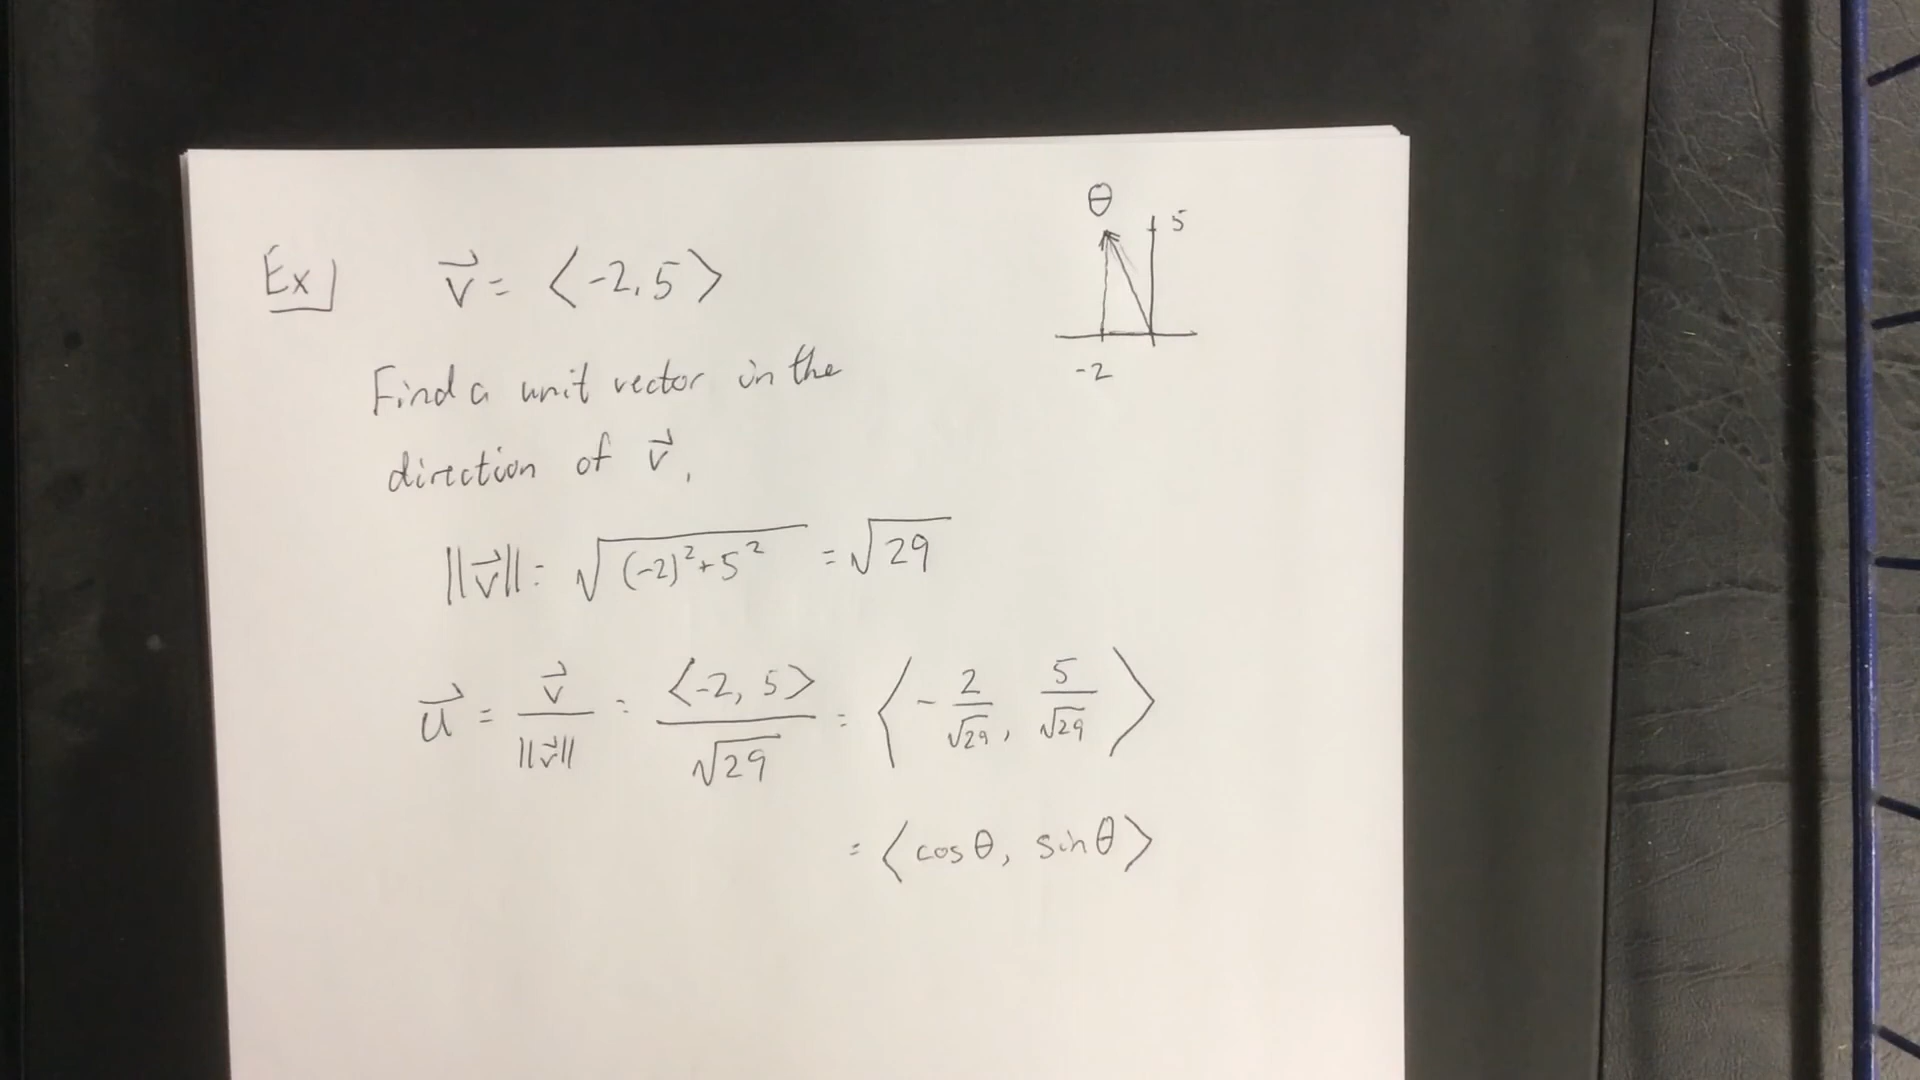 Ex] v⃗ = ⟨-2, 5⟩
θ
5
-2
Find a unit vector in the
direction of v⃗.
||v⃗|| = √((-2)² + 5²) = √29
u⃗ = v⃗/||v⃗|| = ⟨-2, 5⟩/√29 = ⟨-2/√29, 5/√29⟩
= ⟨cos θ, sin θ⟩